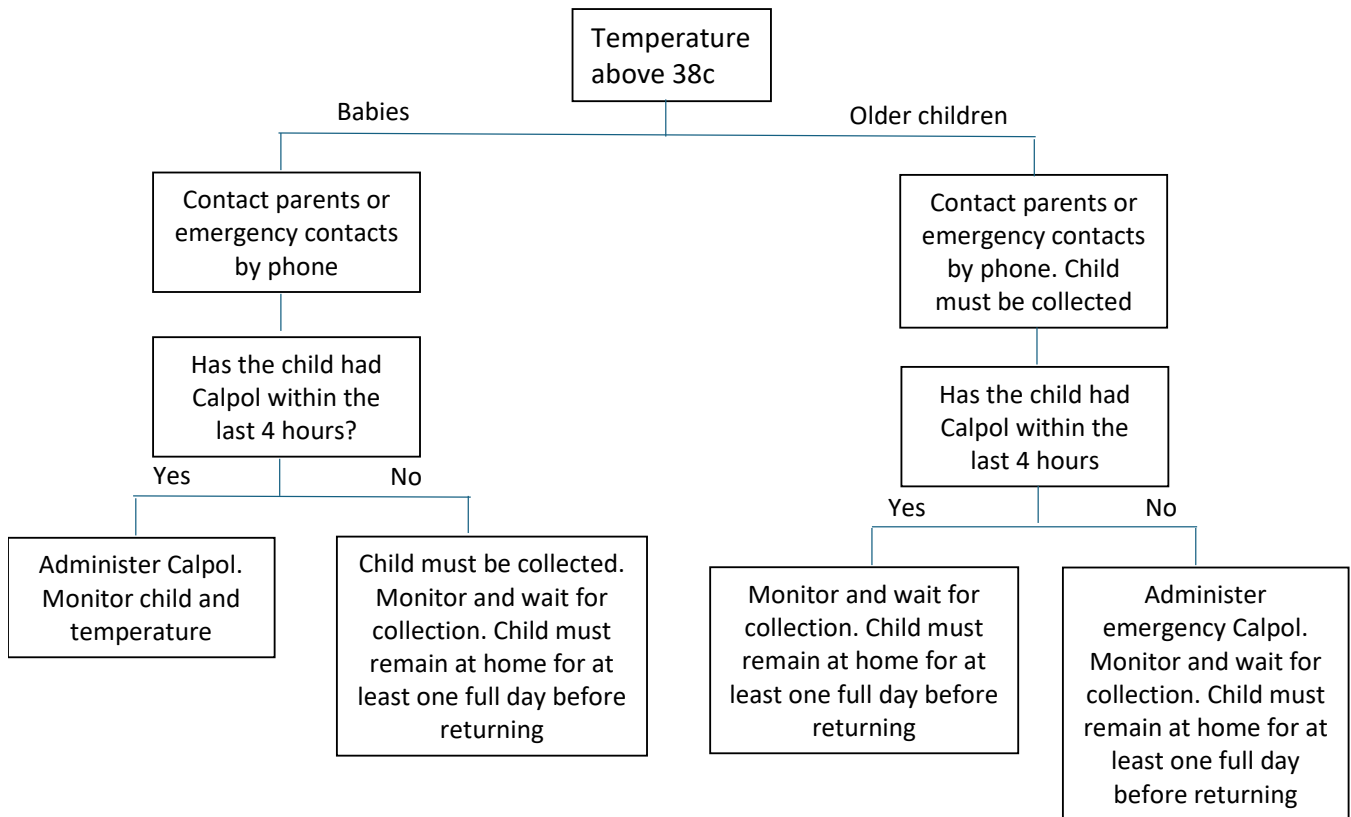 Temperature
above 38c
Babies
Older children
Contact parents or
emergency contacts
by phone
Contact parents or
emergency contacts
by phone. Child
must be collected
Has the child had
Calpol within the
last 4 hours?
Has the child had
Calpol within the
last 4 hours
Yes
No
Yes
No
Administer Calpol.
Monitor child and
temperature
Child must be collected.
Monitor and wait for
collection. Child must
remain at home for at
least one full day before
returning
Monitor and wait for
collection. Child must
remain at home for at
least one full day before
returning
Administer
emergency Calpol.
Monitor and wait for
collection. Child must
remain at home for at
least one full day
before returning